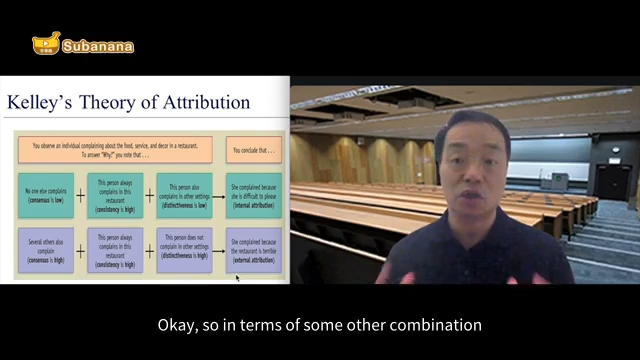 Subanana
Kelley's Theory of Attribution
You observe an individual complaining about the food, service, and decor in a restaurant.
To answer "Why?" you note that . . .
You conclude that . . .
No one else complains
(consensus is low)
+
This person always
complains in this
restaurant
(consistency is high)
+
This person also
complains in other settings
(distinctiveness is low)
She complained because
she is difficult to please
(internal attribution)
Several others also
complain
(consensus is high)
+
This person always
complains in this
restaurant
(consistency is high)
+
This person does not
complain in other settings
(distinctiveness is high)
She complained because
the restaurant is terrible
(external attribution)
Okay, so in terms of some other combination